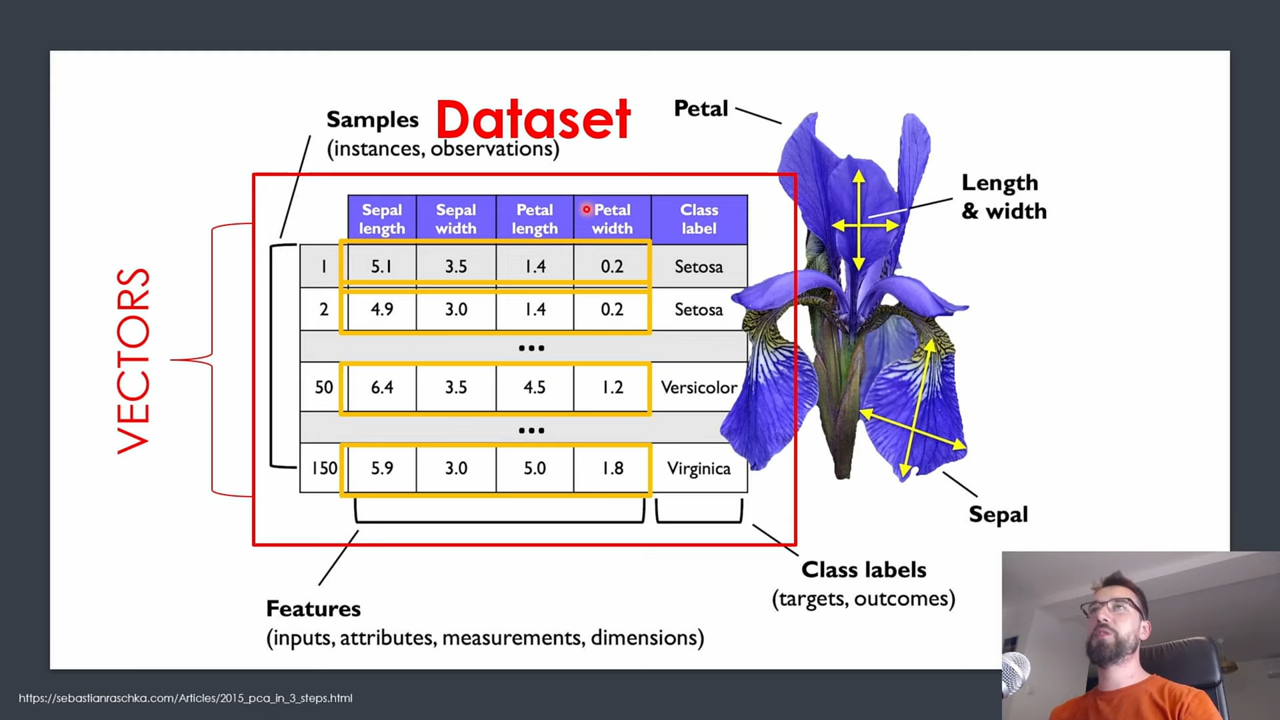 Samples
(instances, observations)
Dataset
Petal
Length
& width
Sepal length Sepal width Petal length Petal width Class label
1 5.1 3.5 1.4 0.2 Setosa
2 4.9 3.0 1.4 0.2 Setosa
...
50 6.4 3.5 4.5 1.2 Versicolor
...
150 5.9 3.0 5.0 1.8 Virginica
VECTORS
Sepal
Features
(inputs, attributes, measurements, dimensions)
Class labels
(targets, outcomes)
https://sebastianraschka.com/Articles/2015_pca_in_3_steps.html